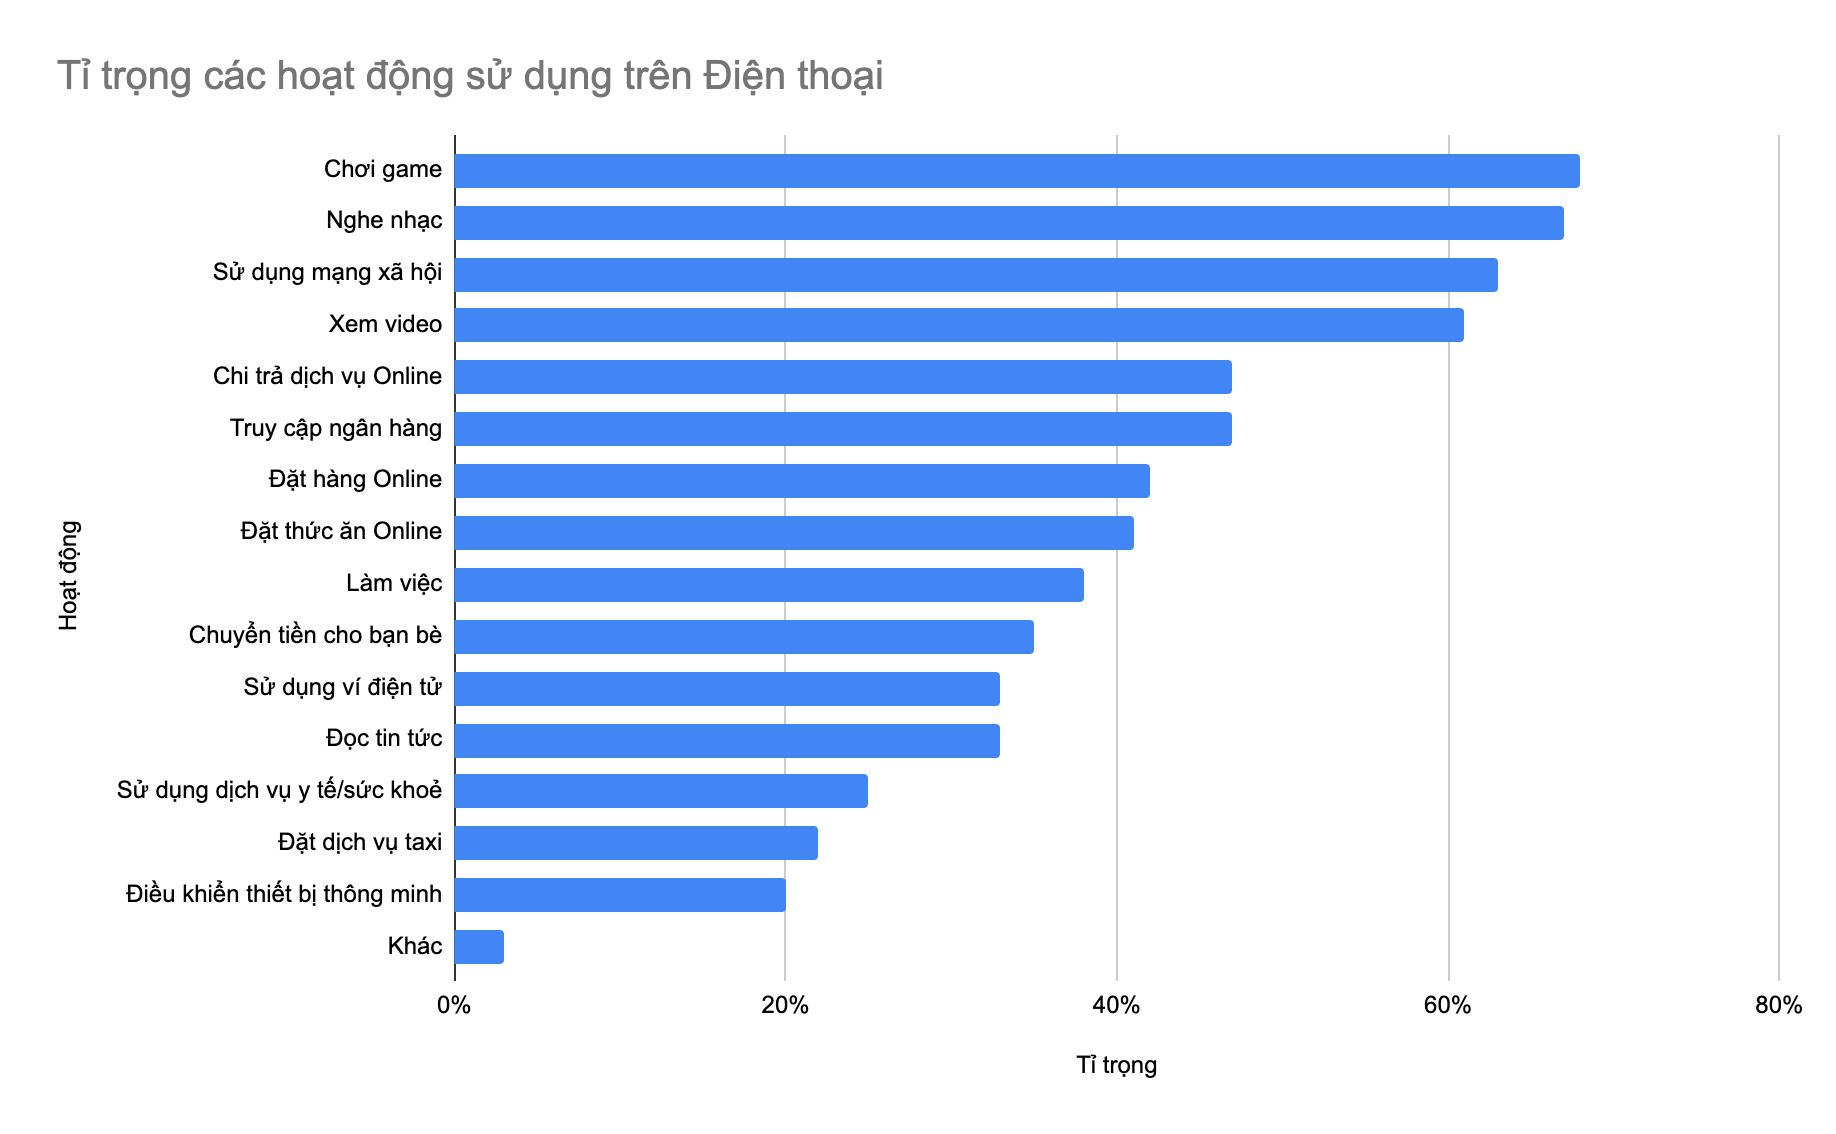 Tỉ trọng các hoạt động sử dụng trên Điện thoại
Hoạt động
Chơi game
Nghe nhạc
Sử dụng mạng xã hội
Xem video
Chi trả dịch vụ Online
Truy cập ngân hàng
Đặt hàng Online
Đặt thức ăn Online
Làm việc
Chuyển tiền cho bạn bè
Sử dụng ví điện tử
Đọc tin tức
Sử dụng dịch vụ y tế/sức khoẻ
Đặt dịch vụ taxi
Điều khiển thiết bị thông minh
Khác
0% 20% 40% 60% 80%
Tỉ trọng